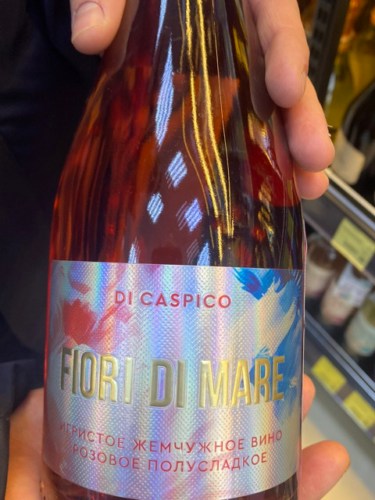 DI CASPICO
FIORI DI MARE
ИГРИСТОЕ ЖЕМЧУЖНОЕ ВИНО
РОЗОВОЕ ПОЛУСЛАДКОЕ